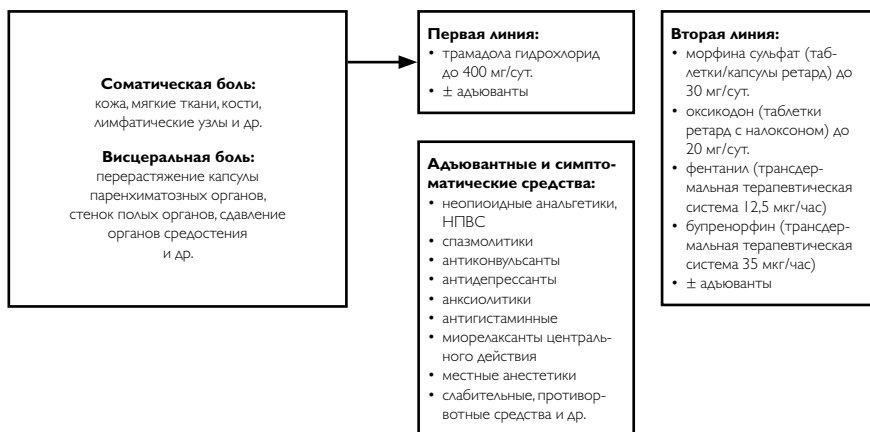 Соматическая боль:
кожа, мягкие ткани, кости,
лимфатические узлы и др.
Висцеральная боль:
перерастяжение капсулы
паренхиматозных органов,
стенок полых органов, сдавление
органов средостения
и др.
Первая линия:
• трамадола гидрохлорид
до 400 мг/сут.
• ± адъюванты
Адъювантные и симпто-
матические средства:
• неопиоидные анальгетики,
НПВС
• спазмолитики
• антиконвульсанты
• антидепрессанты
• анксиолитики
• антигистаминные
• миорелаксанты централь-
ного действия
• местные анестетики
• слабительные, противор-
вотные средства и др.
Вторая линия:
• морфина сульфат (таб-
летки/капсулы ретард) до
30 мг/сут.
• оксикодон (таблетки
ретард с налоксоном) до
20 мг/сут.
• фентанил (трансдер-
мальная терапевтическая
система 12,5 мкг/час)
• бупренорфин (трансдер-
мальная терапевтическая
система 35 мкг/час)
• ± адъюванты